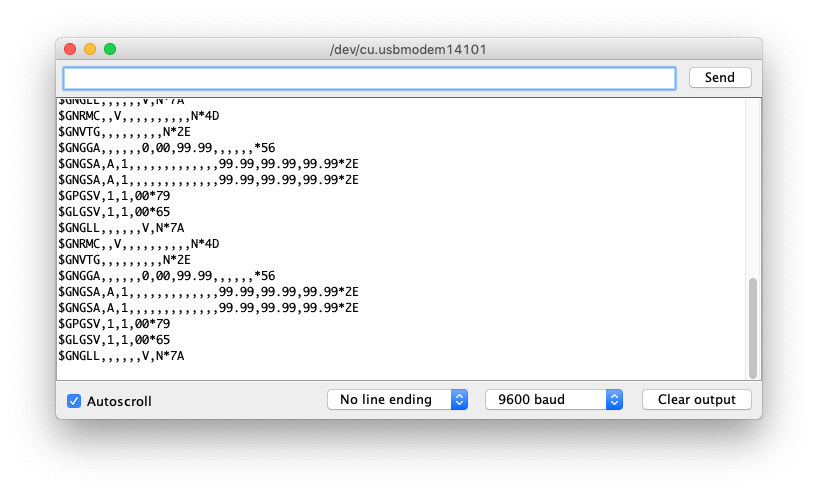 /dev/cu.usbmodem14101
Send
$GNGLL,,,,,,V,N*7A
$GNRMC,,V,,,,,,,,,,N*4D
$GNVTG,,,,,,,,,N*2E
$GNGGA,,,,,,0,00,99.99,,,,,,*56
$GNGSA,A,1,,,,,,,,,,,,,99.99,99.99,99.99*2E
$GNGSA,A,1,,,,,,,,,,,,,99.99,99.99,99.99*2E
$GPGSV,1,1,00*79
$GLGSV,1,1,00*65
$GNGLL,,,,,,V,N*7A
$GNRMC,,V,,,,,,,,,,N*4D
$GNVTG,,,,,,,,,N*2E
$GNGGA,,,,,,0,00,99.99,,,,,,*56
$GNGSA,A,1,,,,,,,,,,,,,99.99,99.99,99.99*2E
$GNGSA,A,1,,,,,,,,,,,,,99.99,99.99,99.99*2E
$GPGSV,1,1,00*79
$GLGSV,1,1,00*65
$GNGLL,,,,,,V,N*7A
Autoscroll
No line ending
9600 baud
Clear output